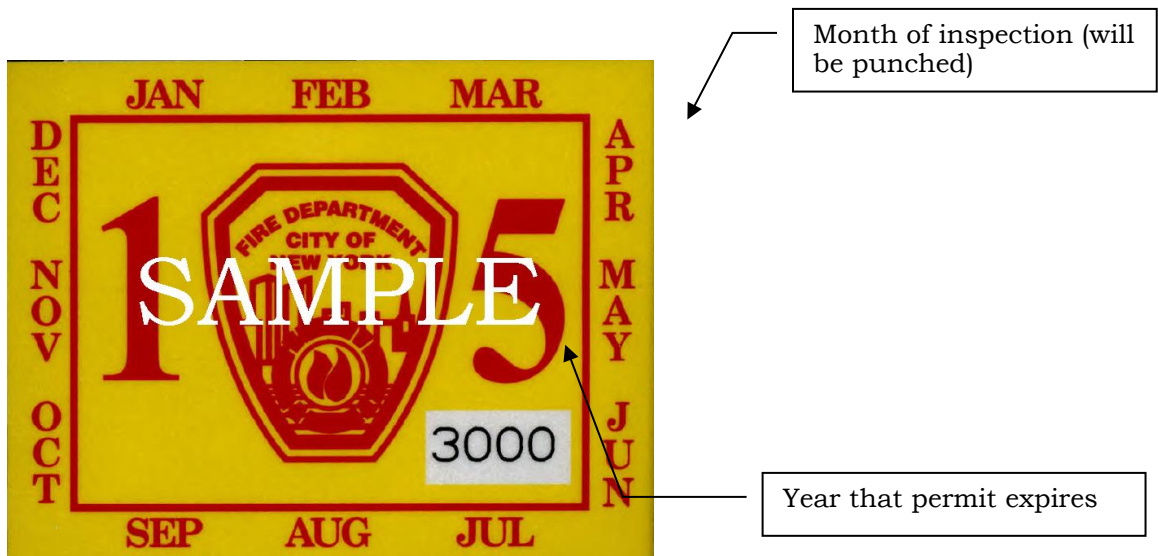 Month of inspection (will
be punched)
JAN FEB MAR
DEC NOV OCT
1 5
FIRE DEPARTMENT
CITY OF
NEW YORK
SAMPLE
3000
APR MAY JUN
SEP AUG JUL
Year that permit expires